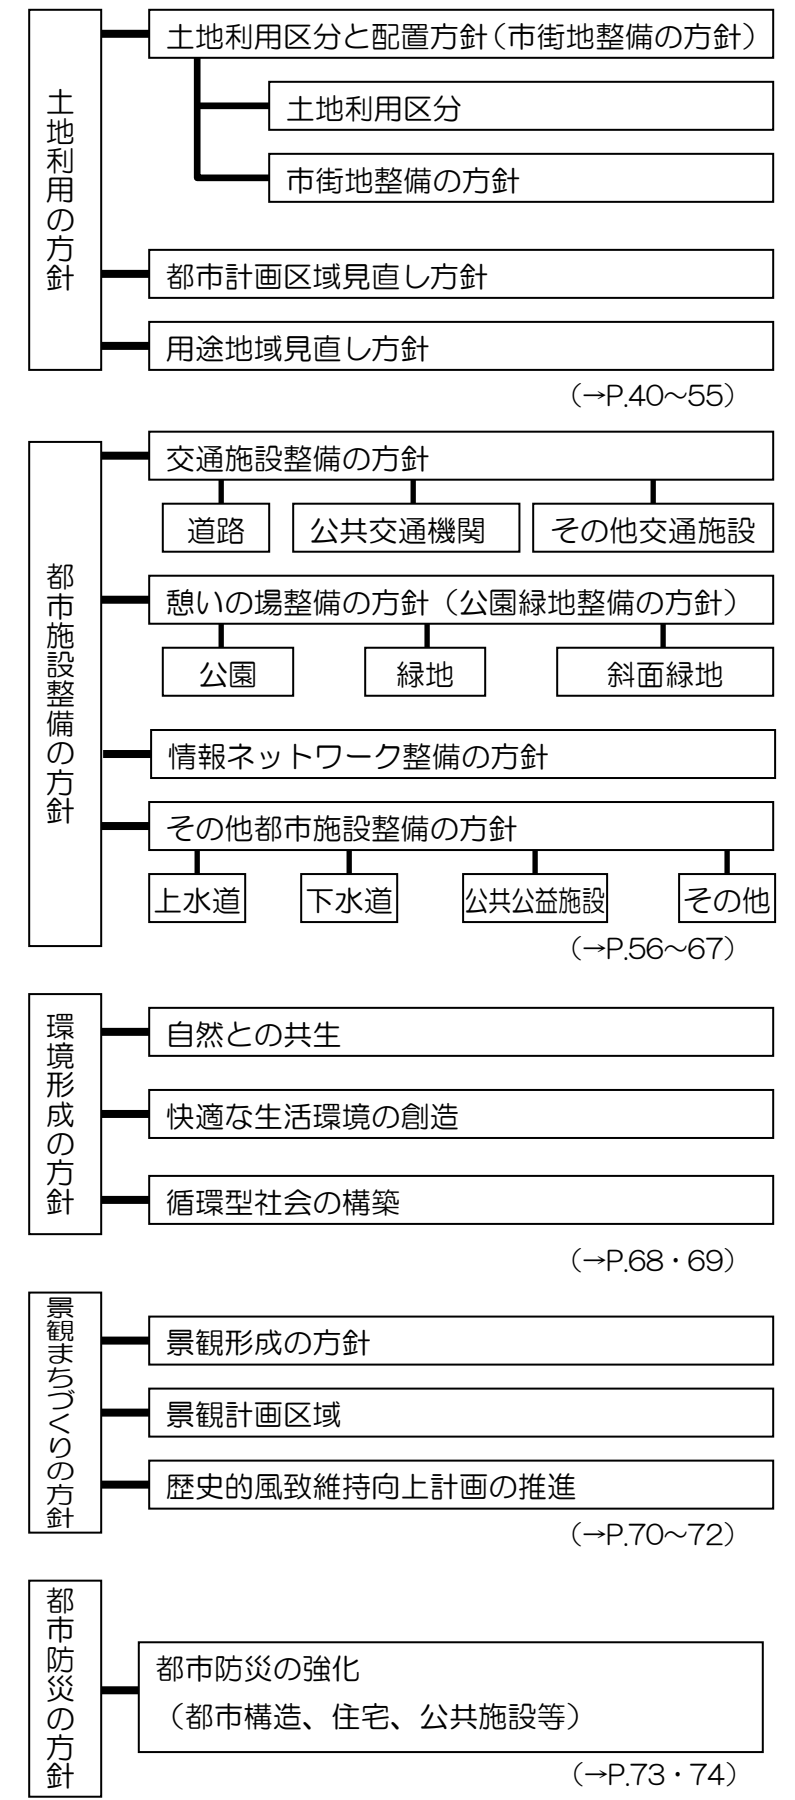 土地利用の方針
土地利用区分と配置方針（市街地整備の方針）
土地利用区分
市街地整備の方針
都市計画区域見直し方針
用途地域見直し方針
（→P.40～55）
都市施設整備の方針
交通施設整備の方針
道路
公共交通機関
その他交通施設
憩いの場整備の方針（公園緑地整備の方針）
公園
緑地
斜面緑地
情報ネットワーク整備の方針
その他都市施設整備の方針
上水道
下水道
公共公益施設
その他
（→P.56～67）
環境形成の方針
自然との共生
快適な生活環境の創造
循環型社会の構築
（→P.68・69）
景観まちづくりの方針
景観形成の方針
景観計画区域
歴史的風致維持向上計画の推進
（→P.70～72）
都市防災の方針
都市防災の強化
（都市構造、住宅、公共施設等）
（→P.73・74）